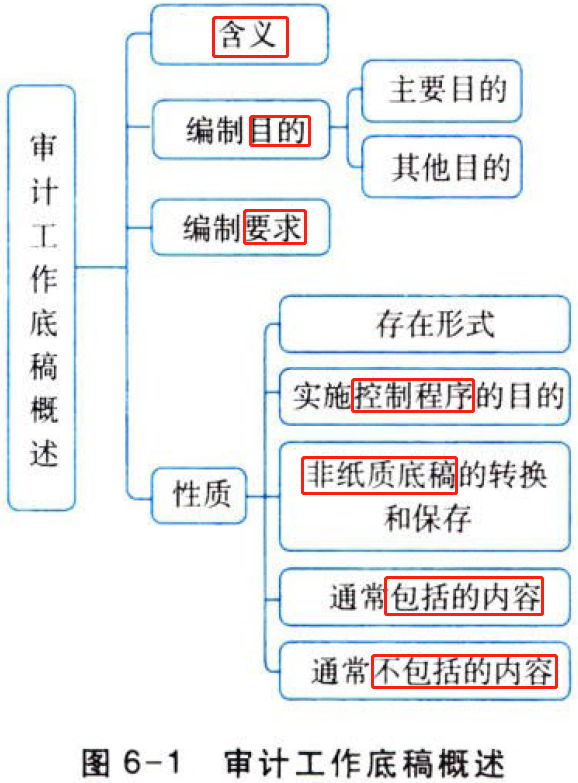 审计工作底稿概述
含义
编制目的
主要目的
其他目的
编制要求
性质
存在形式
实施控制程序的目的
非纸质底稿的转换
和保存
通常包括的内容
通常不包括的内容
图6-1 审计工作底稿概述